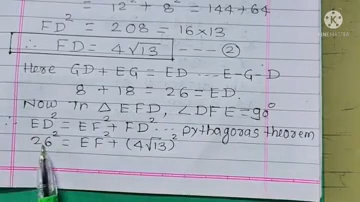 = 12² + 8² = 144 + 64
FD² = 208 = 16 × 13
∴ FD = 4√13 ---- ②
Here GD + EG = ED ... E-G-D
8 + 18 = 26 = ED
Now in △ EFD, ∠DFE = 90°
∴ ED² = EF² + FD² ... pythagoras theorem
26² = EF² + (4√13)²